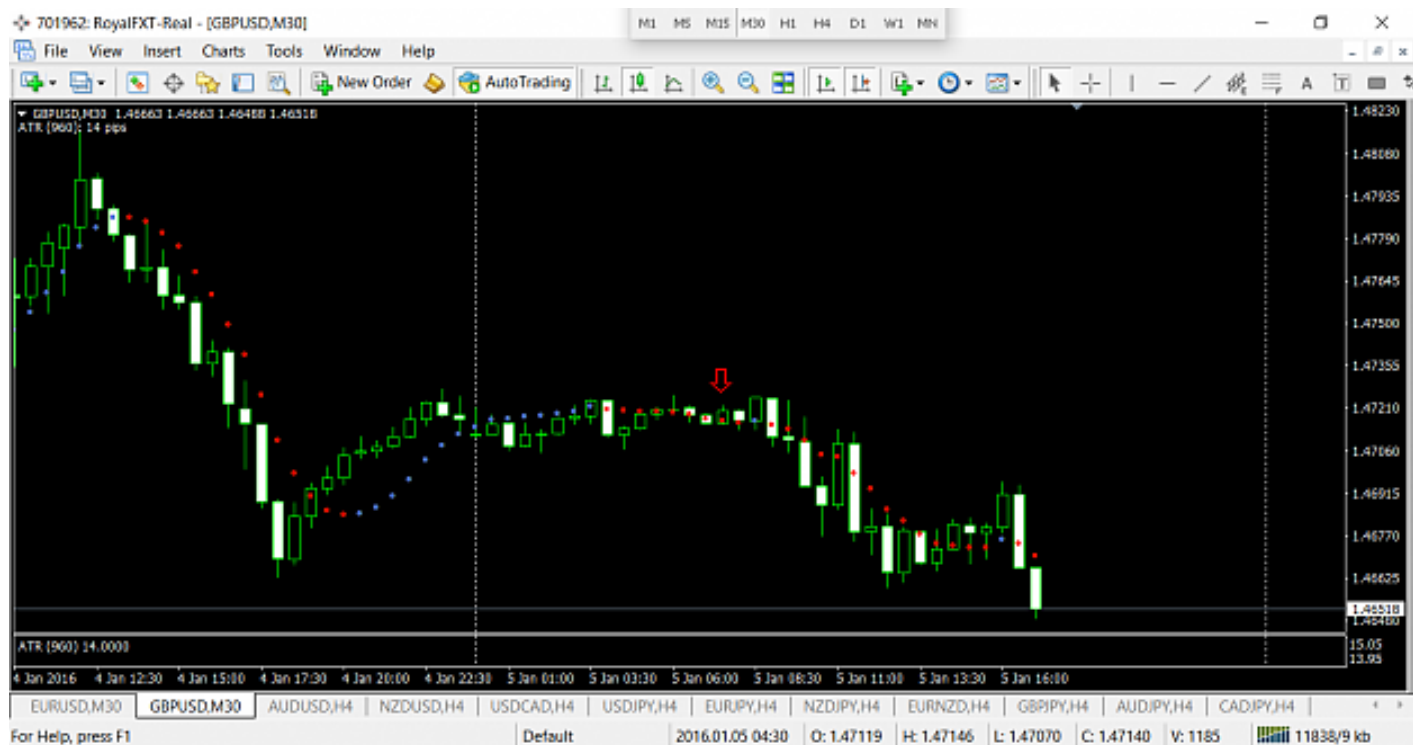 701962: RoyalFXT-Real - [GBPUSD,M30]
M1 M5 M15 M30 H1 H4 D1 W1 MN
File View Insert Charts Tools Window Help
New Order AutoTrading
GBPUSD,M30 1.46663 1.46663 1.46488 1.46518
ATR (960): 14 pips
1.48230
1.48080
1.47935
1.47790
1.47645
1.47500
1.47355
1.47210
1.47060
1.46915
1.46770
1.46625
1.46518
1.46480
ATR (960) 14.0000
15.05
13.95
4 Jan 2016 4 Jan 12:30 4 Jan 15:00 4 Jan 17:30 4 Jan 20:00 4 Jan 22:30 5 Jan 01:00 5 Jan 03:30 5 Jan 06:00 5 Jan 08:30 5 Jan 11:00 5 Jan 13:30 5 Jan 16:00
EURUSD,M30 GBPUSD,M30 AUDUSD,H4 NZDUSD,H4 USDCAD,H4 USDJPY,H4 EURJPY,H4 NZDJPY,H4 EURNZD,H4 GBPJPY,H4 AUDJPY,H4 CADJPY,H4
For Help, press F1 Default 2016.01.05 04:30 O: 1.47119 H: 1.47146 L: 1.47070 C: 1.47140 V: 1185 11838/9 kb